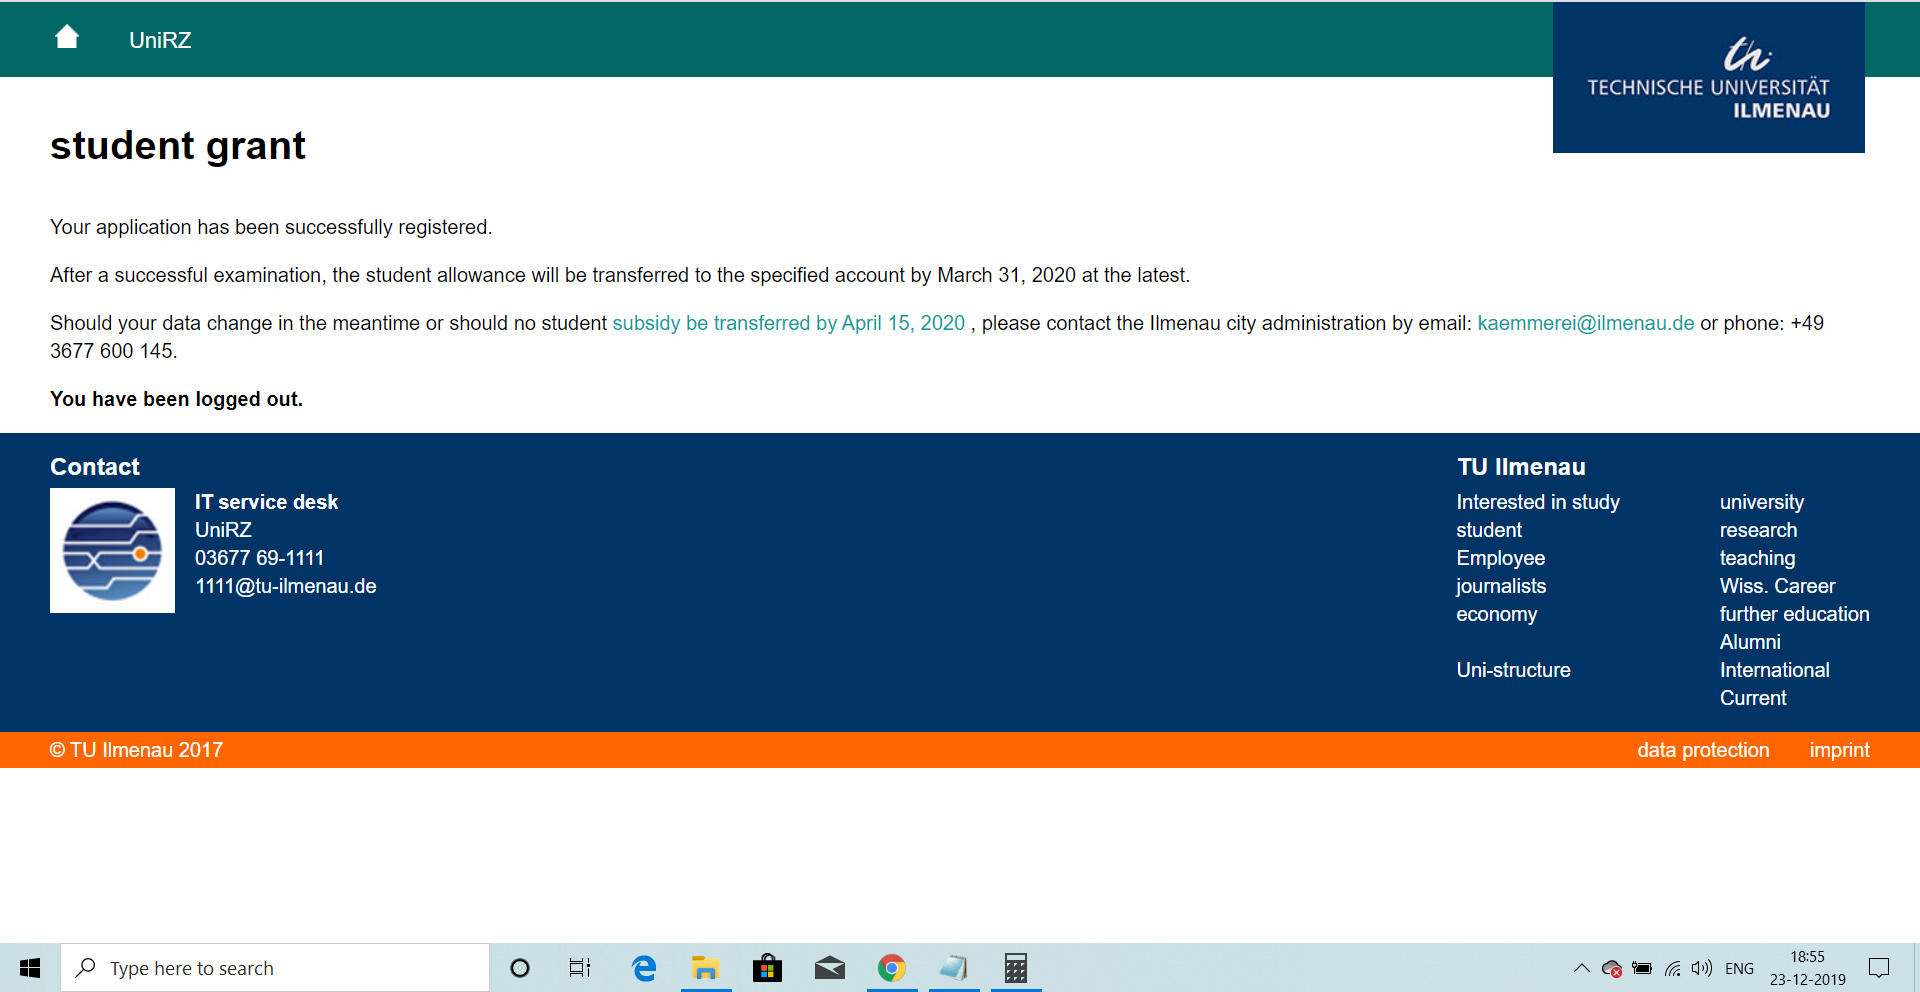 UniRZ
th
TECHNISCHE UNIVERSITÄT
ILMENAU
student grant
Your application has been successfully registered.
After a successful examination, the student allowance will be transferred to the specified account by March 31, 2020 at the latest.
Should your data change in the meantime or should no student subsidy be transferred by April 15, 2020 , please contact the Ilmenau city administration by email: kaemmerei@ilmenau.de or phone: +49
3677 600 145.
You have been logged out.
Contact
IT service desk
UniRZ
03677 69-1111
1111@tu-ilmenau.de
TU Ilmenau
Interested in study
student
Employee
journalists
economy
Uni-structure
university
research
teaching
Wiss. Career
further education
Alumni
International
Current
© TU Ilmenau 2017
data protection
imprint
Type here to search
ENG
18:55
23-12-2019